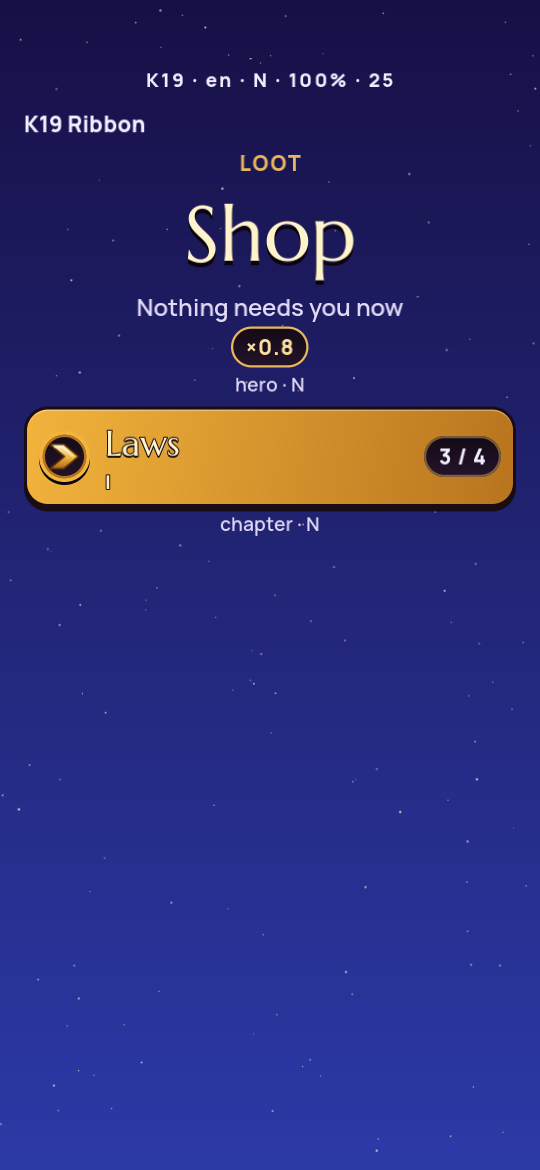 K19 · en · N · 100% · 25
K19 Ribbon
LOOT
Shop
Nothing needs you now
×0.8
hero · N
Laws
I
3 / 4
chapter · N